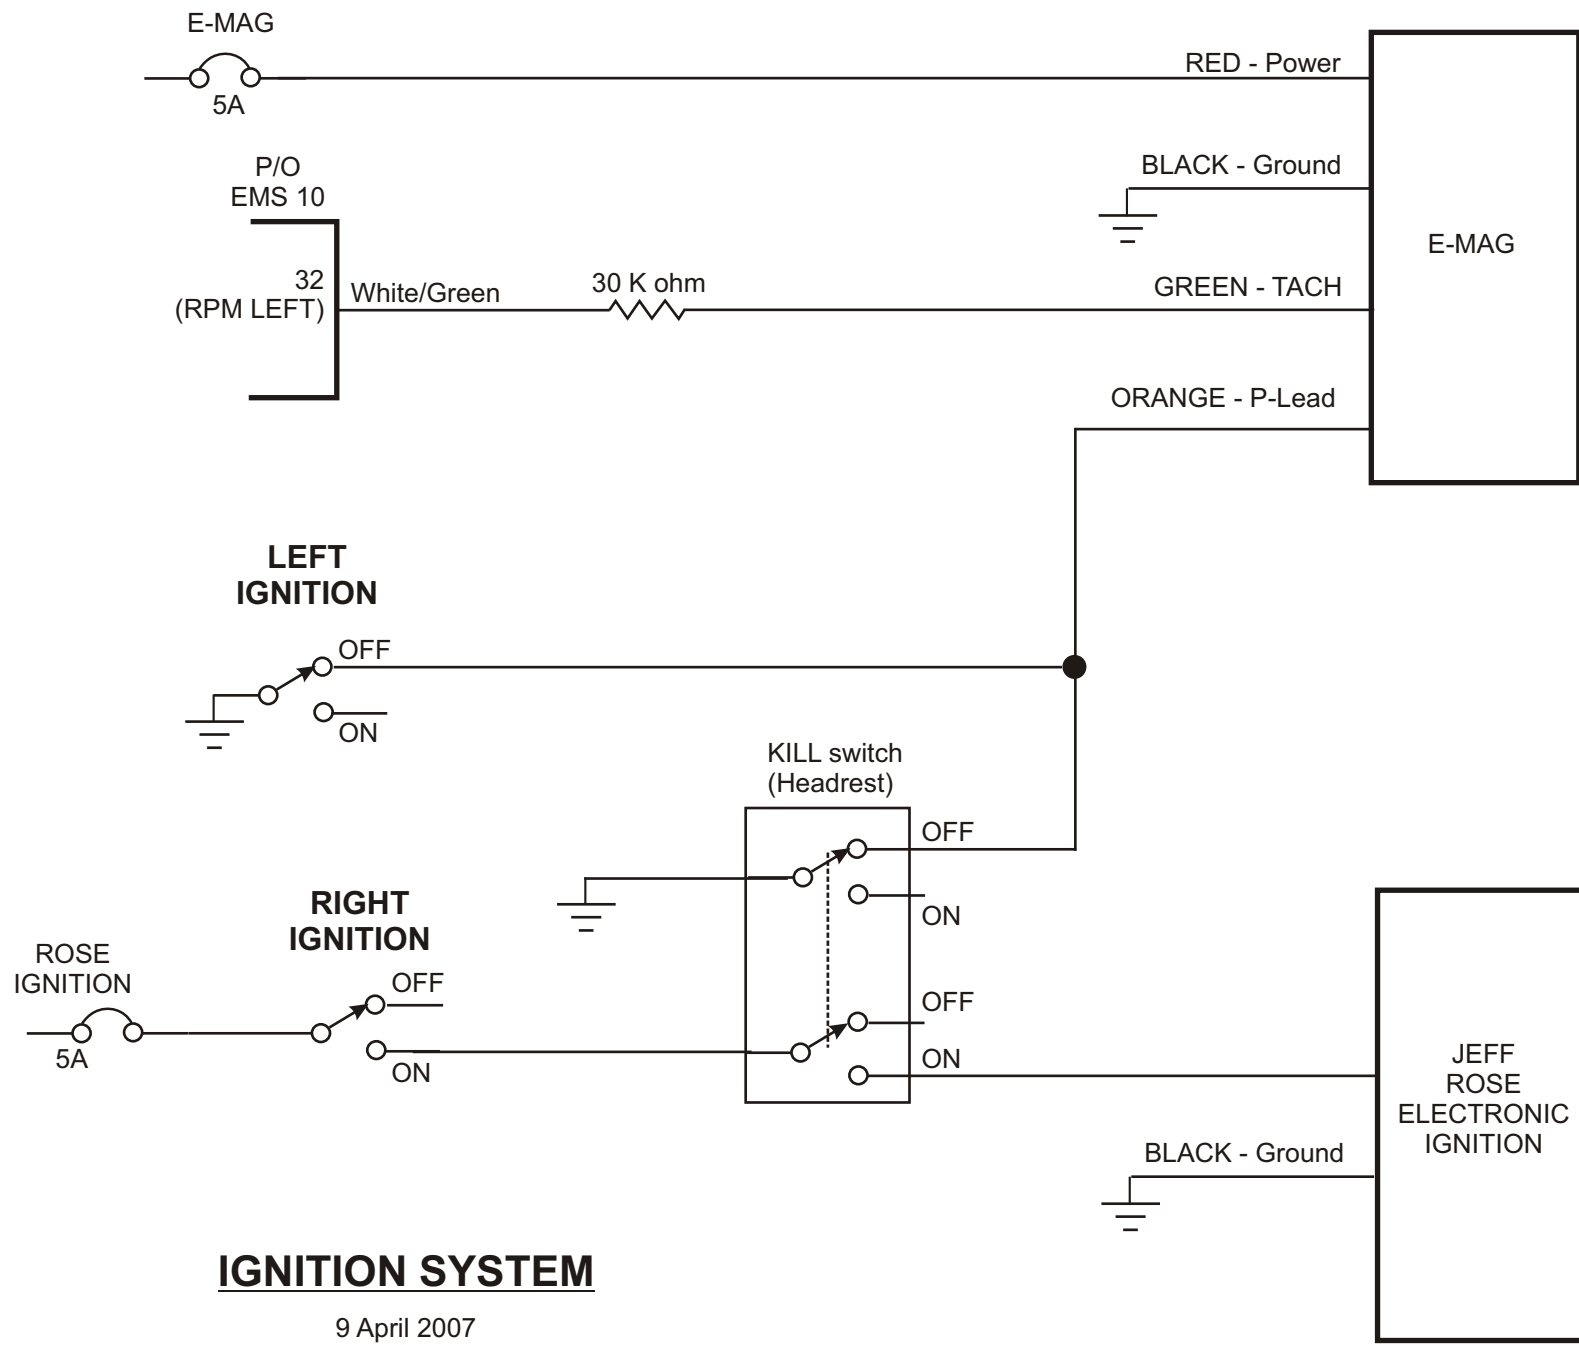 E-MAG
5A
RED - Power
P/O
EMS 10
BLACK - Ground
E-MAG
32
(RPM LEFT)
White/Green
30 K ohm
GREEN - TACH
ORANGE - P-Lead
LEFT
IGNITION
OFF
ON
KILL switch
(Headrest)
OFF
ON
RIGHT
IGNITION
ROSE
IGNITION
5A
OFF
ON
OFF
ON
JEFF
ROSE
ELECTRONIC
IGNITION
BLACK - Ground
IGNITION SYSTEM
9 April 2007